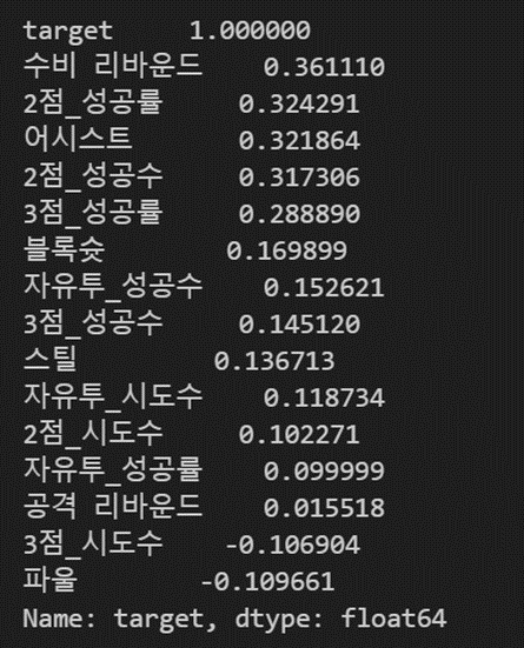 target 1.000000
수비 리바운드 0.361110
2점_성공률 0.324291
어시스트 0.321864
2점_성공수 0.317306
3점_성공률 0.288890
블록슛 0.169899
자유투_성공수 0.152621
3점_성공수 0.145120
스틸 0.136713
자유투_시도수 0.118734
2점_시도수 0.102271
자유투_성공률 0.099999
공격 리바운드 0.015518
3점_시도수 -0.106904
파울 -0.109661
Name: target, dtype: float64